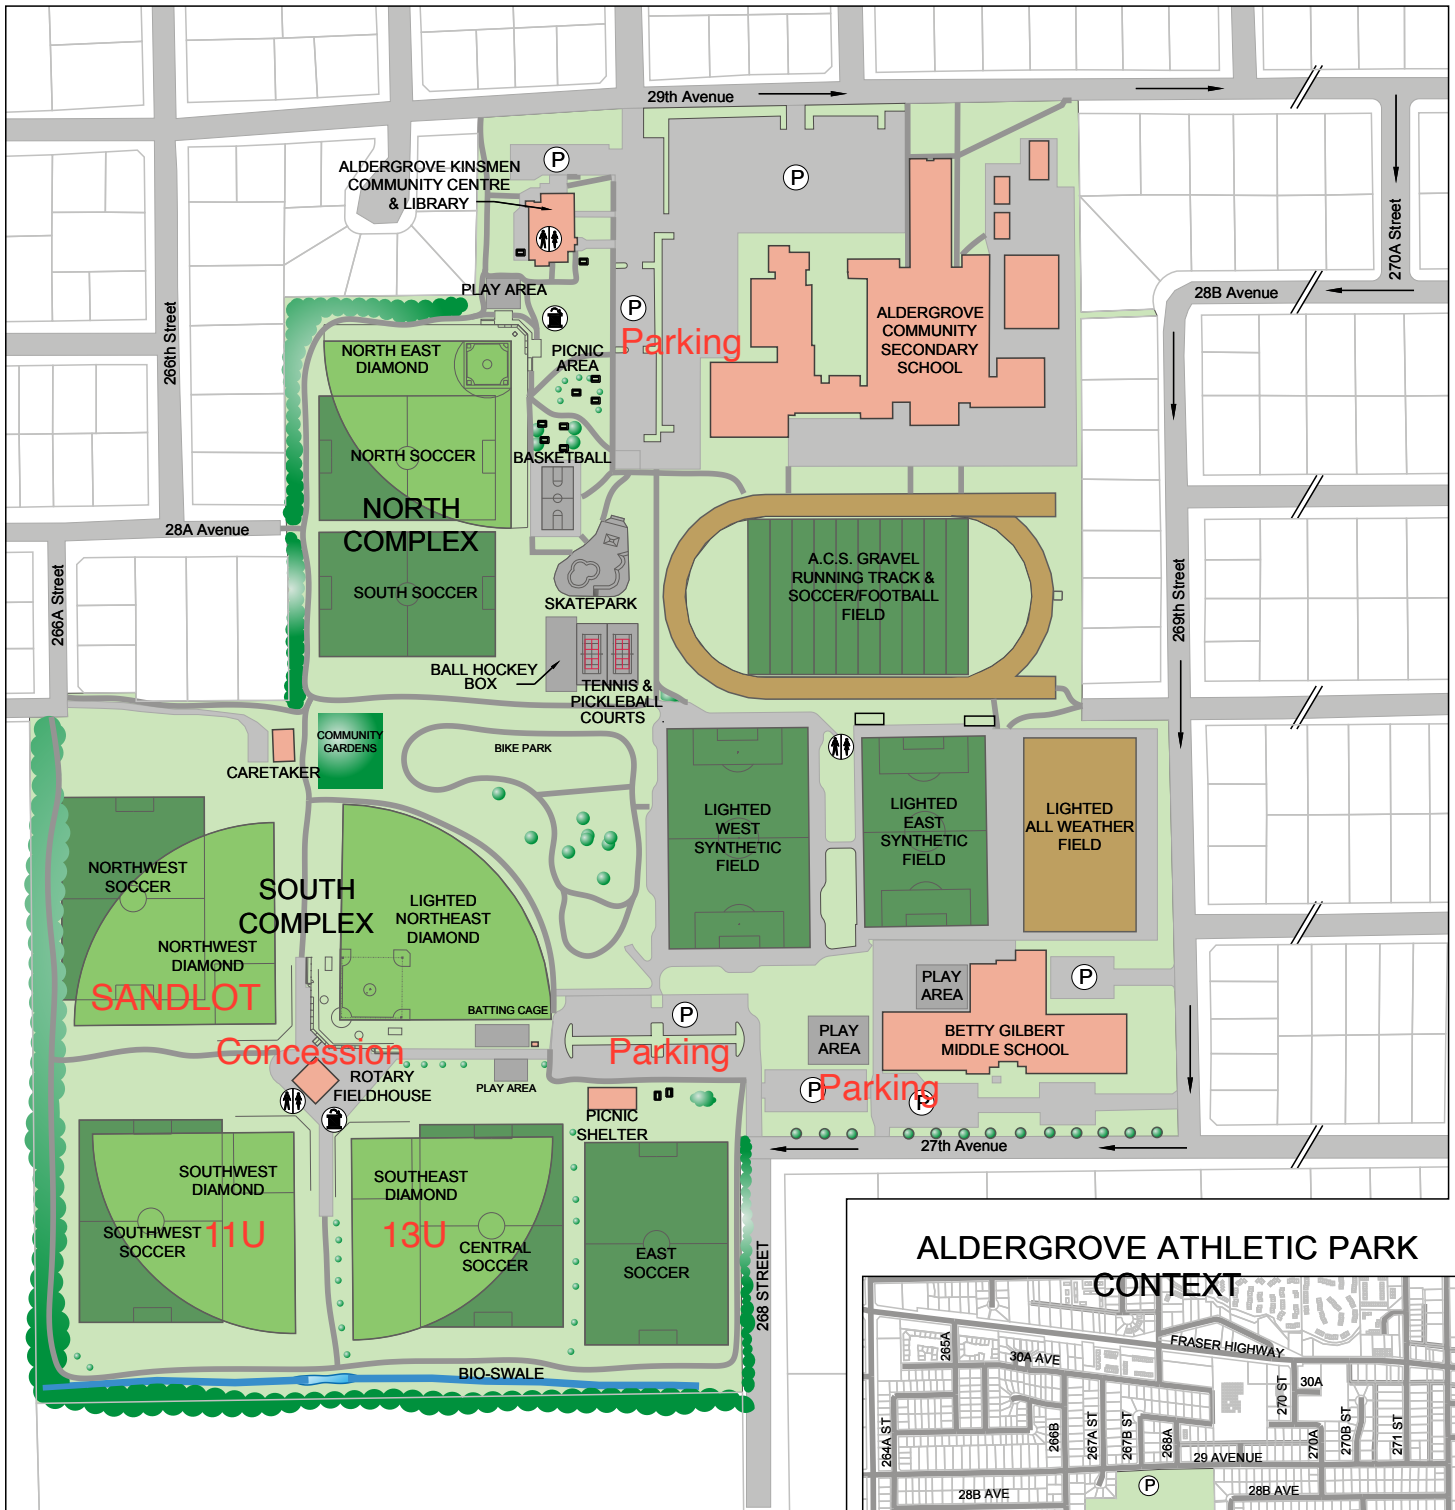 29th Avenue
ALDERGROVE KINSMEN
COMMUNITY CENTRE
& LIBRARY
P
P
270A Street
28B Avenue
PLAY AREA
P
Parking
ALDERGROVE
COMMUNITY
SECONDARY
SCHOOL
266th Street
NORTH EAST
DIAMOND
PICNIC
AREA
NORTH SOCCER
BASKETBALL
NORTH
COMPLEX
28A Avenue
SOUTH SOCCER
SKATEPARK
A.C.S. GRAVEL
RUNNING TRACK &
SOCCER/FOOTBALL
FIELD
266A Street
269th Street
BALL HOCKEY
BOX
TENNIS &
PICKLEBALL
COURTS
COMMUNITY
GARDENS
CARETAKER
BIKE PARK
LIGHTED
WEST
SYNTHETIC
FIELD
LIGHTED
EAST
SYNTHETIC
FIELD
LIGHTED
ALL WEATHER
FIELD
NORTHWEST
SOCCER
SOUTH
COMPLEX
LIGHTED
NORTHEAST
DIAMOND
NORTHWEST
DIAMOND
SANDLOT
BATTING CAGE
P
Parking
PLAY
AREA
P
PLAY
AREA
BETTY GILBERT
MIDDLE SCHOOL
Concession
ROTARY
FIELDHOUSE
PLAY AREA
P
Parking
P
PICNIC
SHELTER
27th Avenue
SOUTHWEST
DIAMOND
SOUTHEAST
DIAMOND
SOUTHWEST
SOCCER
11U
13U
CENTRAL
SOCCER
EAST
SOCCER
268 STREET
BIO-SWALE
ALDERGROVE ATHLETIC PARK
CONTEXT
FRASER HIGHWAY
265A
30A AVE
30A
270 ST
264A ST
266B
267A ST
267B ST
268A
270A
270B ST
271 ST
29 AVENUE
P
28B AVE
28B AVE